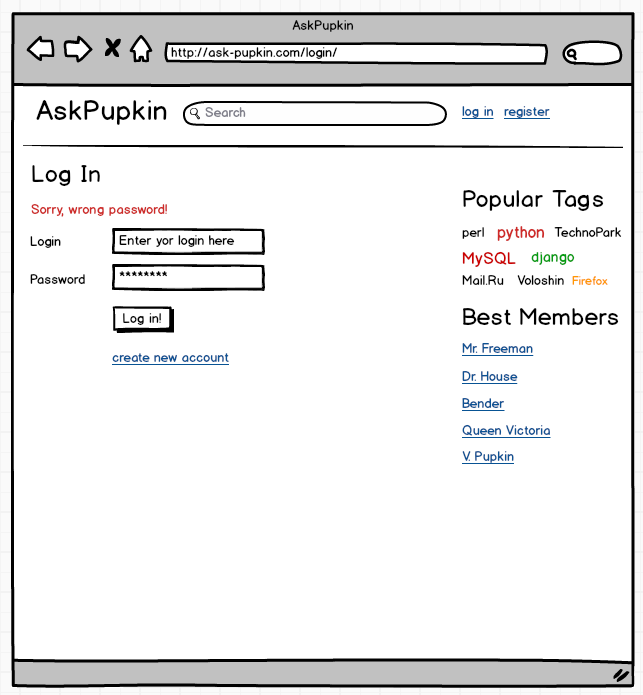 AskPupkin
http://ask-pupkin.com/login/
AskPupkin Search log in register
Log In
Sorry, wrong password!
Login Enter yor login here
Password ********
Log in!
create new account
Popular Tags
perl python TechnoPark
MySQL django
Mail.Ru Voloshin Firefox
Best Members
Mr. Freeman
Dr. House
Bender
Queen Victoria
V. Pupkin